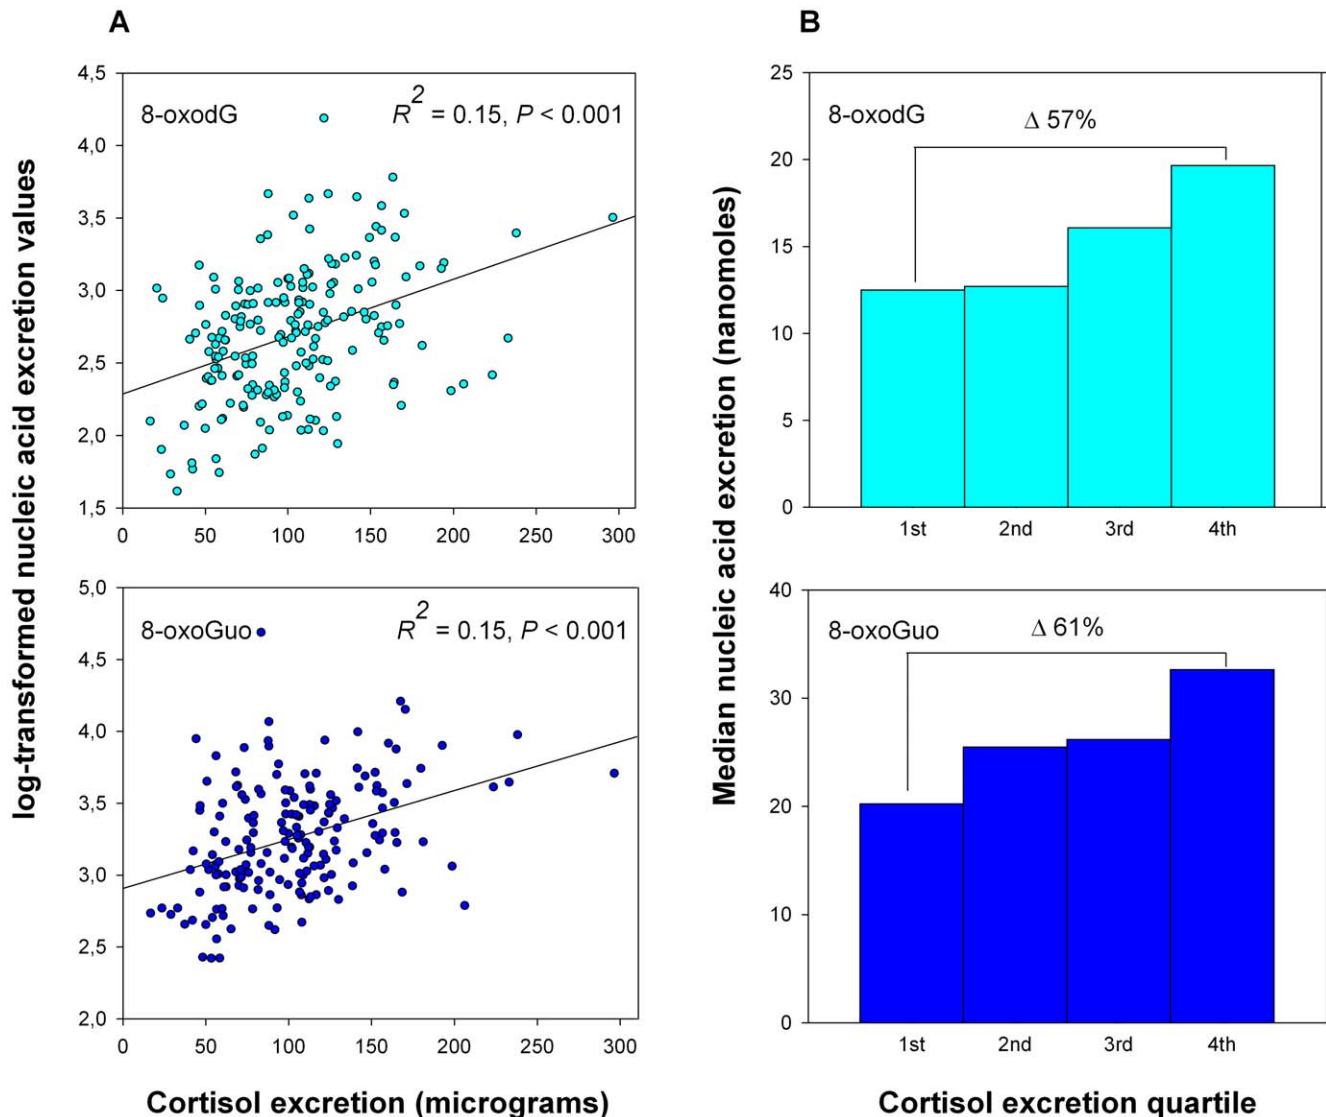 A
B
log-transformed nucleic acid excretion values
4,5
4,0
3,5
3,0
2,5
2,0
1,5
8-oxodG
R² = 0.15, P < 0.001
0 50 100 150 200 250 300
5,0
4,5
4,0
3,5
3,0
2,5
2,0
8-oxoGuo
R² = 0.15, P < 0.001
0 50 100 150 200 250 300
Cortisol excretion (micrograms)
Median nucleic acid excretion (nanomoles)
25
20
15
10
5
0
8-oxodG
Δ 57%
1st 2nd 3rd 4th
40
30
20
10
0
8-oxoGuo
Δ 61%
1st 2nd 3rd 4th
Cortisol excretion quartile